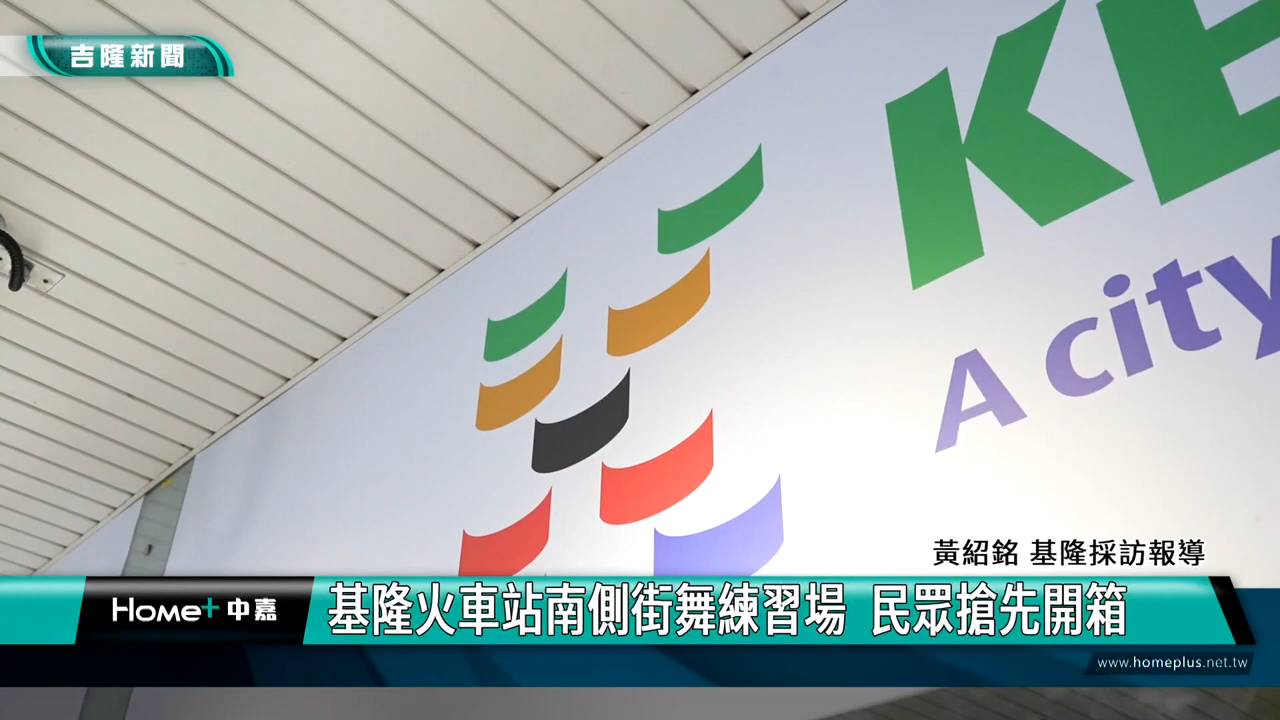 吉隆新聞
KE
A city
黃紹銘 基隆採訪報導
Home+中嘉
基隆火車站南側街舞練習場 民眾搶先開箱
www.homeplus.net.tw